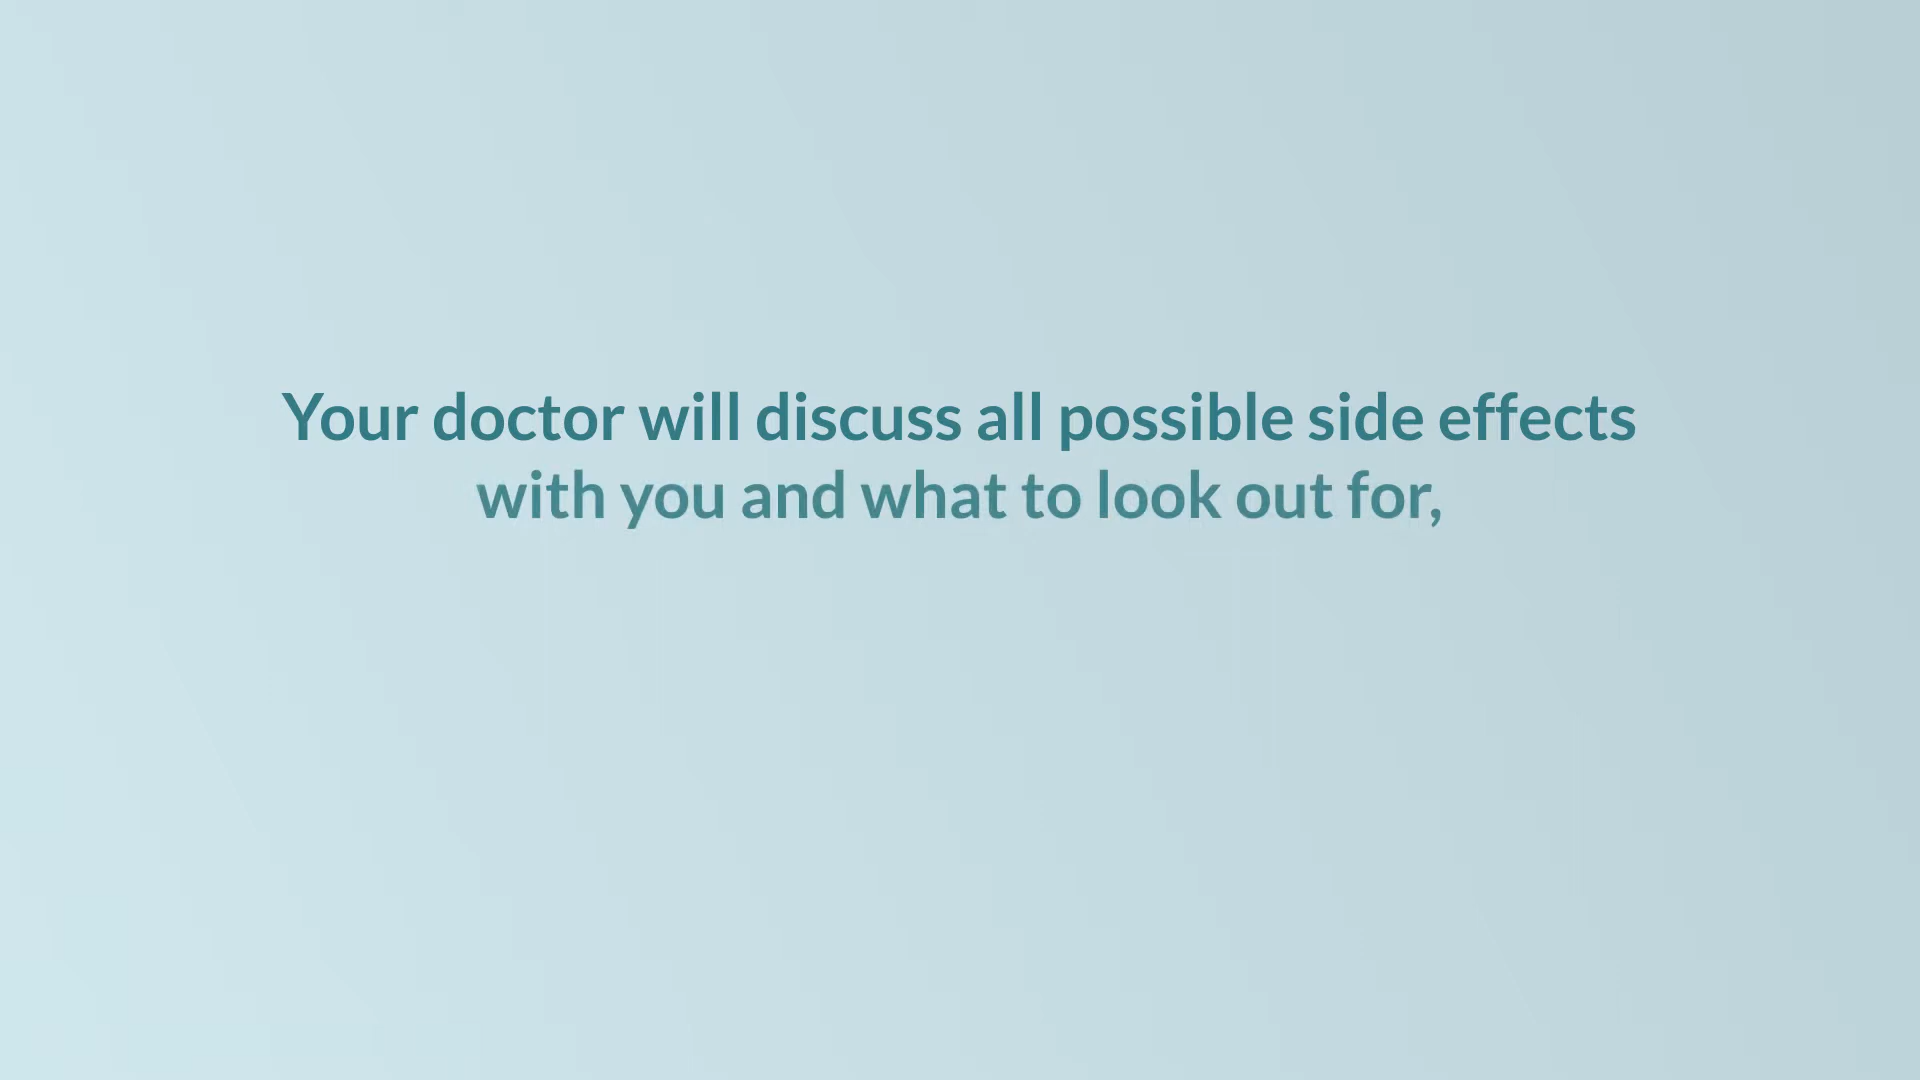 Your doctor will discuss all possible side effects
with you and what to look out for,